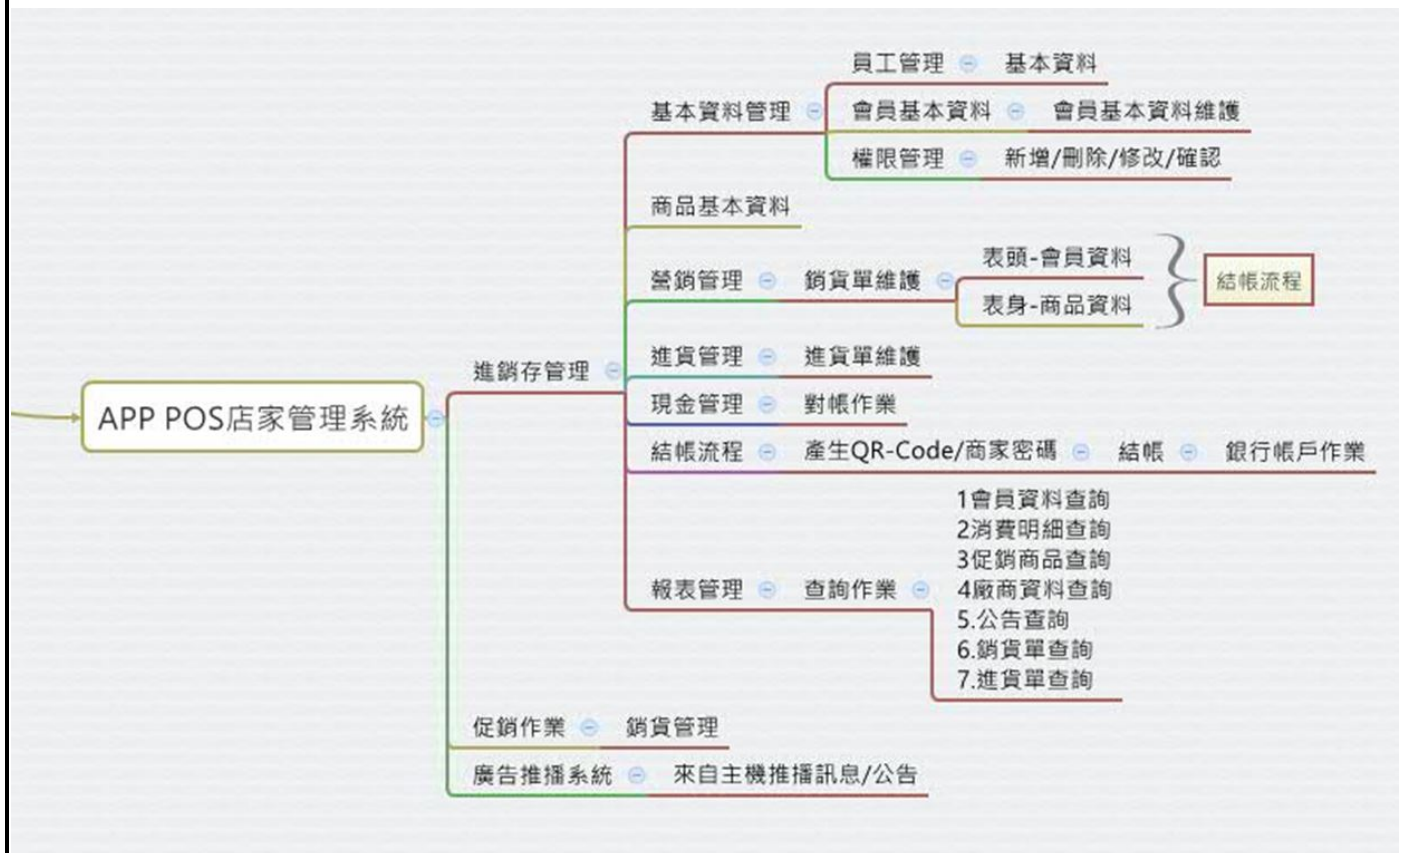 APP POS店家管理系統
進銷存管理
基本資料管理
員工管理
基本資料
會員基本資料
會員基本資料維護
權限管理
新增/刪除/修改/確認
商品基本資料
營銷管理
銷貨單維護
表頭-會員資料
表身-商品資料
結帳流程
進貨管理
進貨單維護
現金管理
對帳作業
結帳流程
產生QR-Code/商家密碼
結帳
銀行帳戶作業
報表管理
查詢作業
1會員資料查詢
2消費明細查詢
3促銷商品查詢
4廠商資料查詢
5.公告查詢
6.銷貨單查詢
7.進貨單查詢
促銷作業
銷貨管理
廣告推播系統
來自主機推播訊息/公告